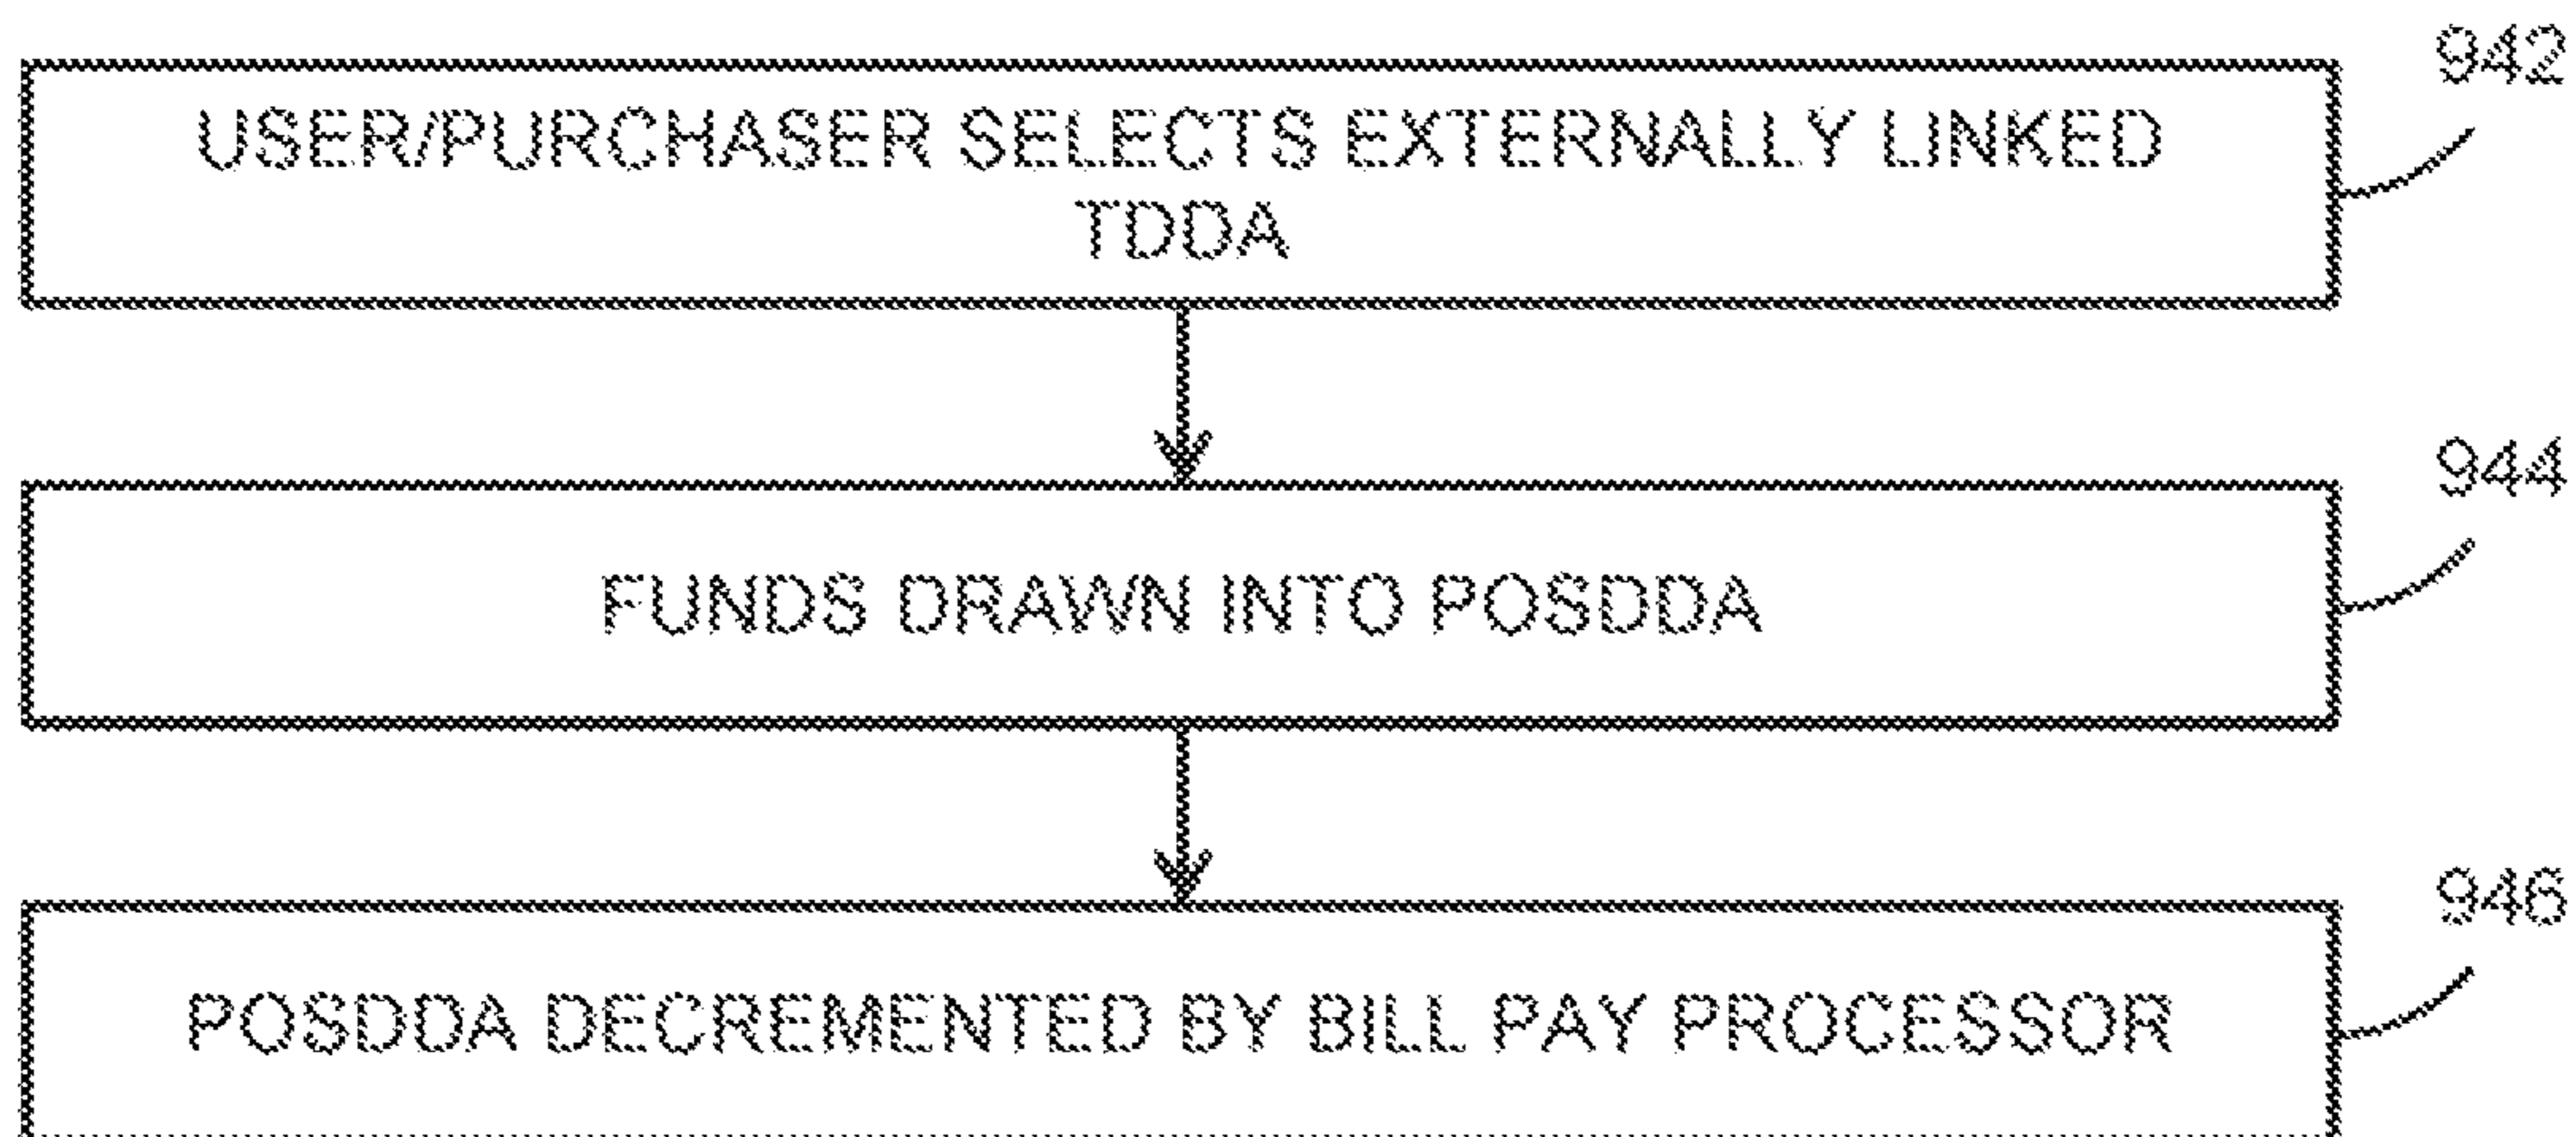 942
USER/PURCHASER SELECTS EXTERNALLY LINKED
TDDA
944
FUNDS DRAWN INTO POSDDA
946
POSDDA DECREMENTED BY BILL PAY PROCESSOR